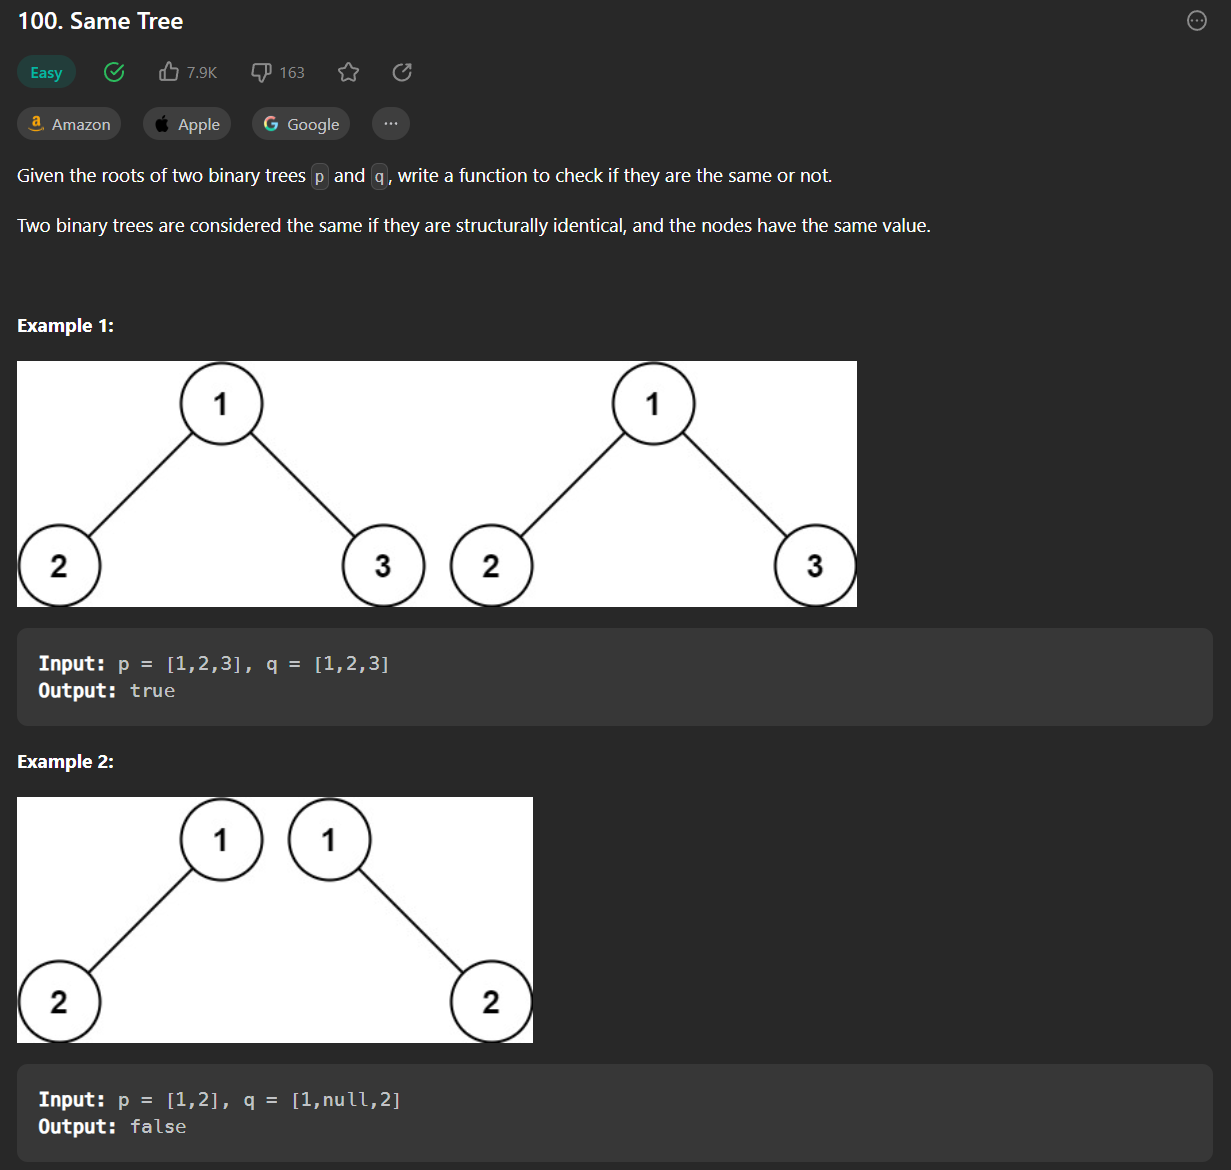 100. Same Tree
Easy 7.9K 163
Amazon Apple Google ...
Given the roots of two binary trees p and q, write a function to check if they are the same or not.
Two binary trees are considered the same if they are structurally identical, and the nodes have the same value.
Example 1:
1 1
2 3 2 3
Input: p = [1,2,3], q = [1,2,3]
Output: true
Example 2:
1 1
2 2
Input: p = [1,2], q = [1,null,2]
Output: false